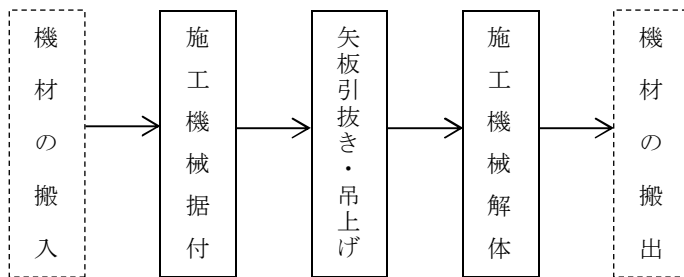 機材の搬入
施工機械据付
矢板引抜き・吊上げ
施工機械解体
機材の搬出